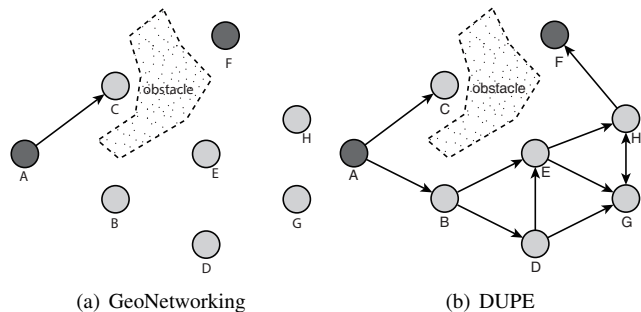 F
obstacle
C
H
A
E
B
G
D
F
obstacle
C
H
A
E
B
G
D
(a) GeoNetworking
(b) DUPE